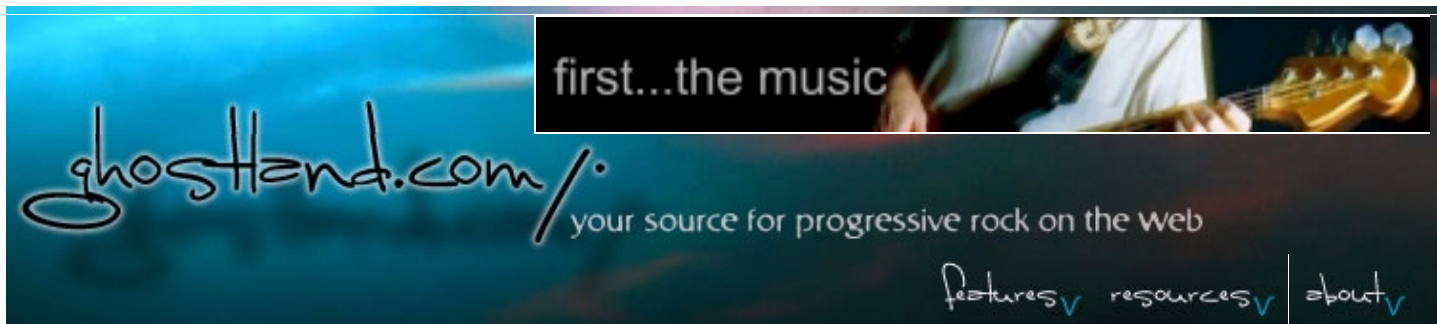 first...the music
ghostland.com/.
your source for progressive rock on the web
features resources about